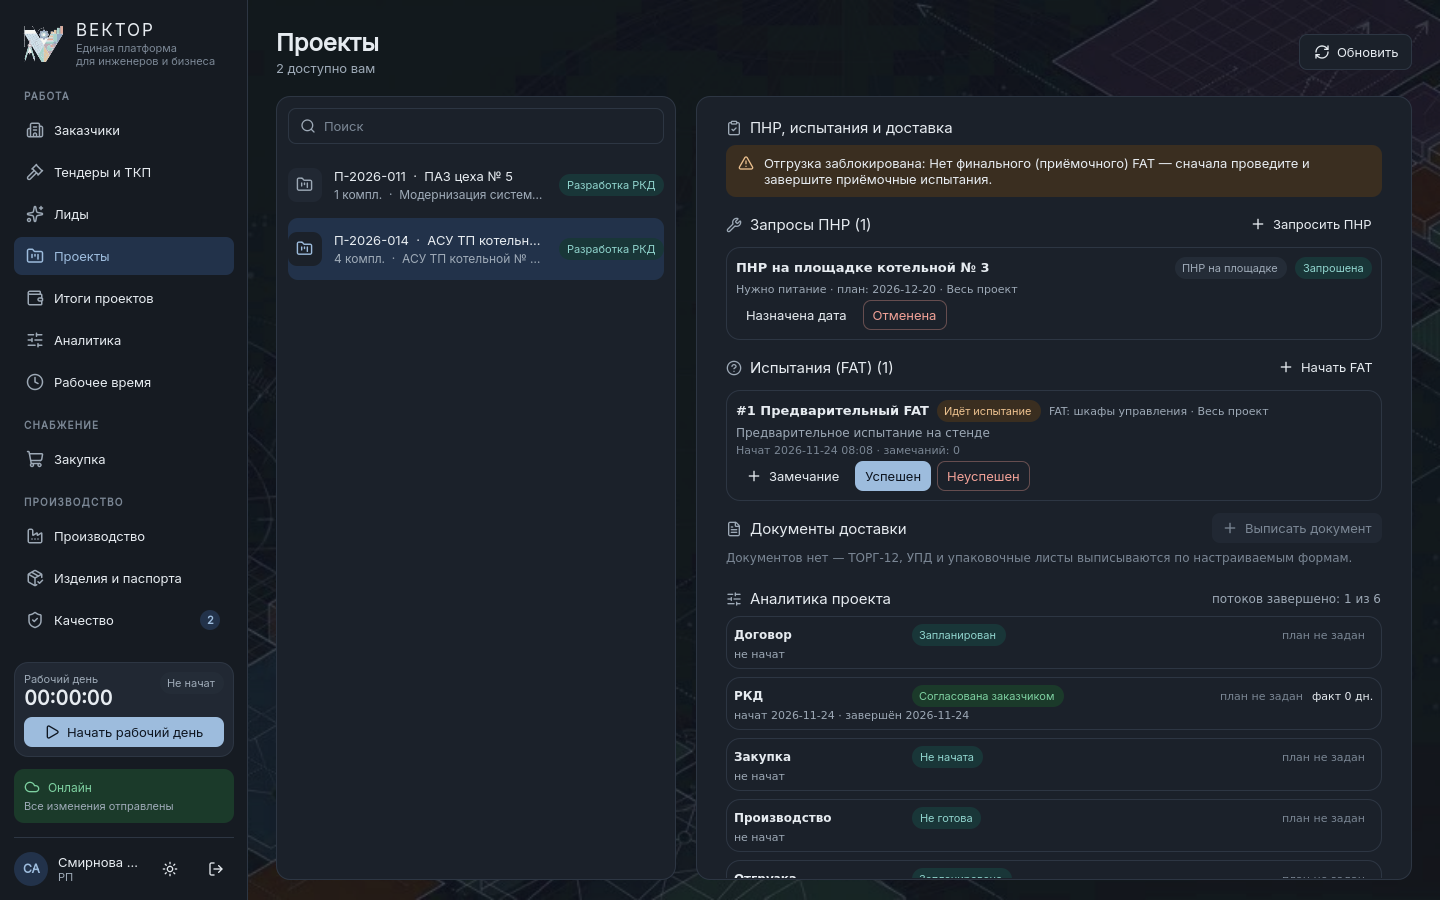 ВЕКТОР
Единая платформа
для инженеров и бизнеса
РАБОТА
Заказчики
Тендеры и ТКП
Лиды
Проекты
Итоги проектов
Аналитика
Рабочее время
СНАБЖЕНИЕ
Закупка
ПРОИЗВОДСТВО
Производство
Изделия и паспорта
Качество 2
Рабочий день
00:00:00
Не начат
Начать рабочий день
Онлайн
Все изменения отправлены
СА
Смирнова ...
РП
Проекты
2 доступно вам
Обновить
Поиск
П-2026-011 · ПАЗ цеха № 5
1 компл. · Модернизация систем...
Разработка РКД
П-2026-014 · АСУ ТП котельн...
4 компл. · АСУ ТП котельной № ...
Разработка РКД
ПНР, испытания и доставка
Отгрузка заблокирована: Нет финального (приёмочного) FAT — сначала проведите и
завершите приёмочные испытания.
Запросы ПНР (1)
Запросить ПНР
ПНР на площадке котельной № 3
ПНР на площадке
Запрошена
Нужно питание · план: 2026-12-20 · Весь проект
Назначена дата
Отменена
Испытания (FAT) (1)
Начать FAT
#1 Предварительный FAT
Идёт испытание
FAT: шкафы управления · Весь проект
Предварительное испытание на стенде
Начат 2026-11-24 08:08 · замечаний: 0
Замечание
Успешен
Неуспешен
Документы доставки
Выписать документ
Документов нет — ТОРГ-12, УПД и упаковочные листы выписываются по настраиваемым формам.
Аналитика проекта
потоков завершено: 1 из 6
Договор
Запланирован
план не задан
не начат
РКД
Согласована заказчиком
план не задан факт 0 дн.
начат 2026-11-24 · завершён 2026-11-24
Закупка
Не начата
план не задан
не начат
Производство
Не готова
план не задан
не начат
Отгрузка
Запланирована
план не задан